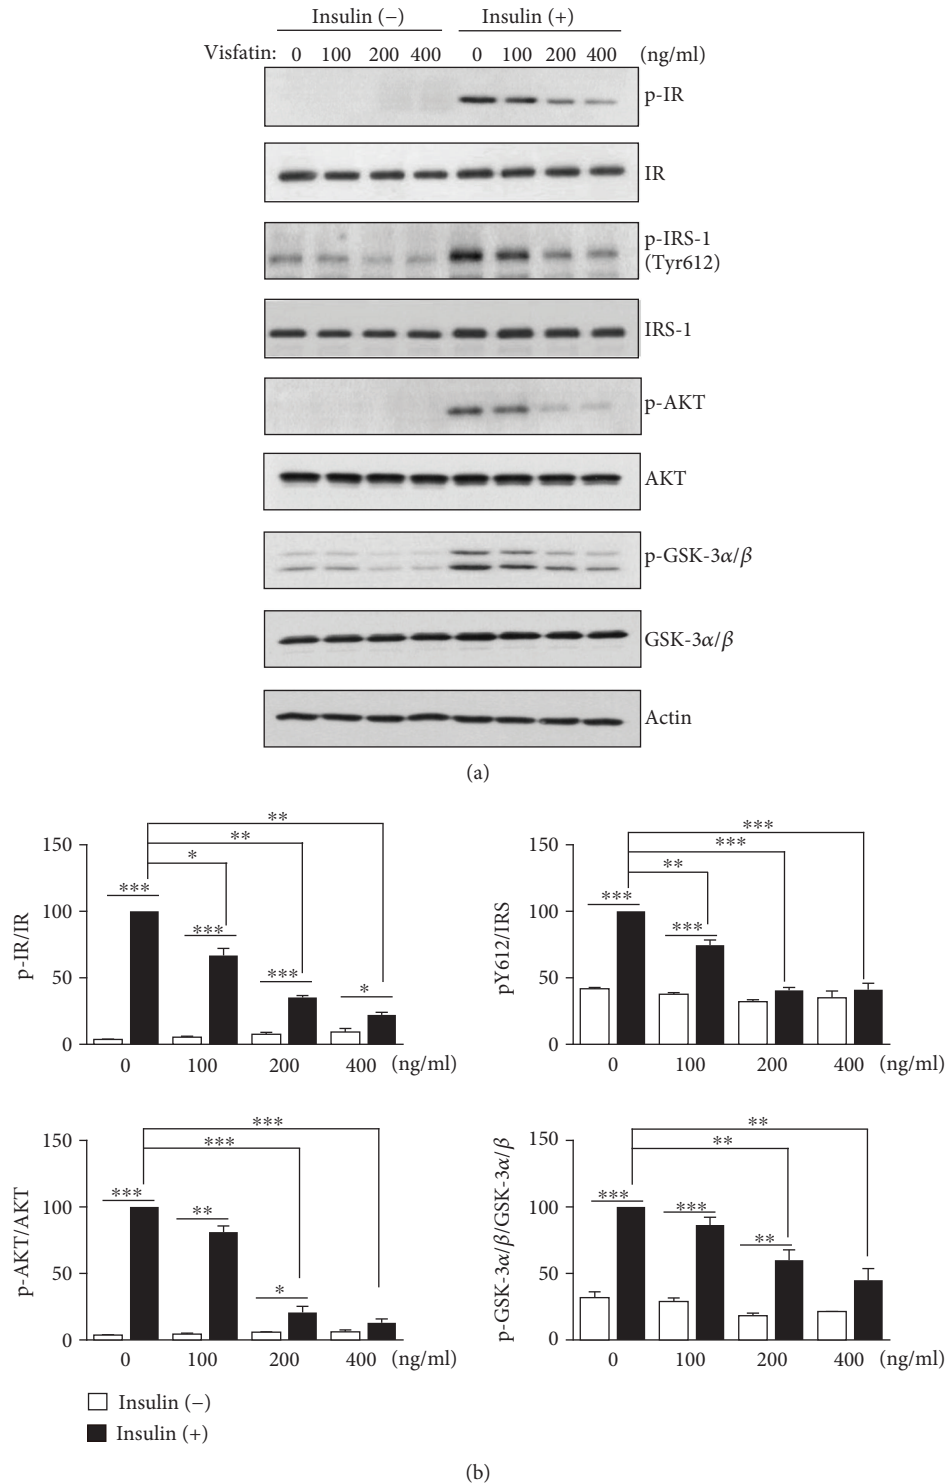 Insulin (−) Insulin (+)
Visfatin: 0 100 200 400 0 100 200 400 (ng/ml)
p-IR
IR
p-IRS-1
(Tyr612)
IRS-1
p-AKT
AKT
p-GSK-3α/β
GSK-3α/β
Actin
(a)
p-IR/IR
150
100
50
0
***
***
***
*
*
**
**
0 100 200 400 (ng/ml)
pY612/IRS
150
100
50
0
***
***
**
***
***
0 100 200 400 (ng/ml)
p-AKT/AKT
150
100
50
0
***
**
*
***
***
0 100 200 400 (ng/ml)
p-GSK-3α/β/GSK-3α/β
150
100
50
0
***
***
**
**
**
0 100 200 400 (ng/ml)
Insulin (−)
Insulin (+)
(b)